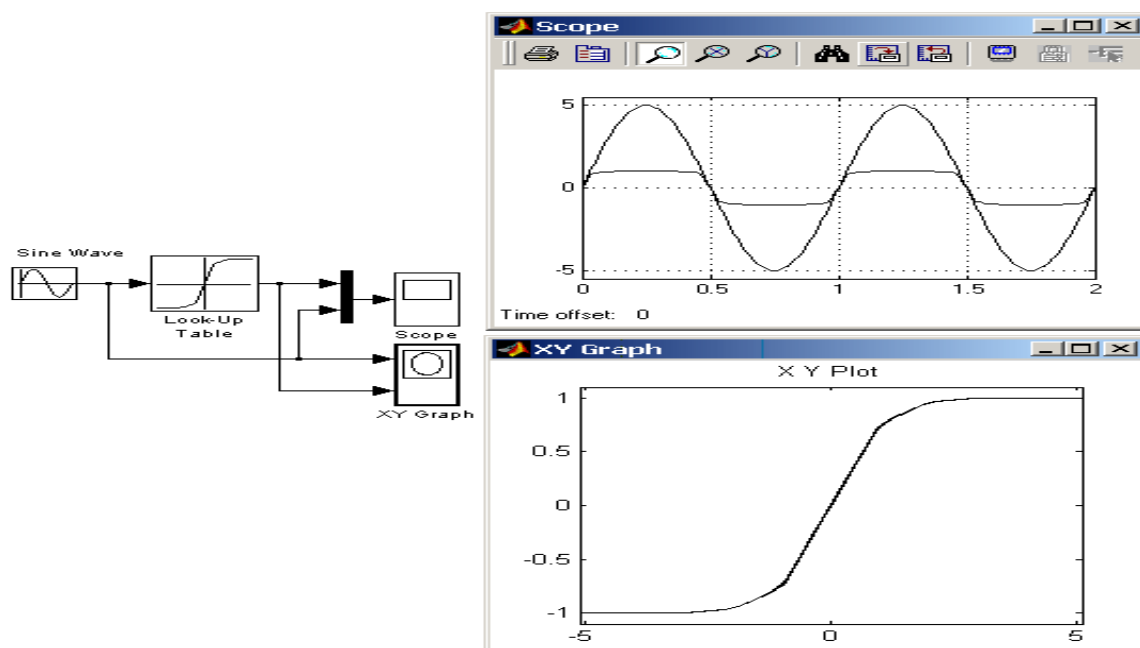 Sine Wave
Look-Up
Table
Scope
XY Graph
Scope
5
0
-5
0
0.5
1
1.5
2
Time offset: 0
XY Graph
X Y Plot
1
0.5
0
-0.5
-1
-5
0
5